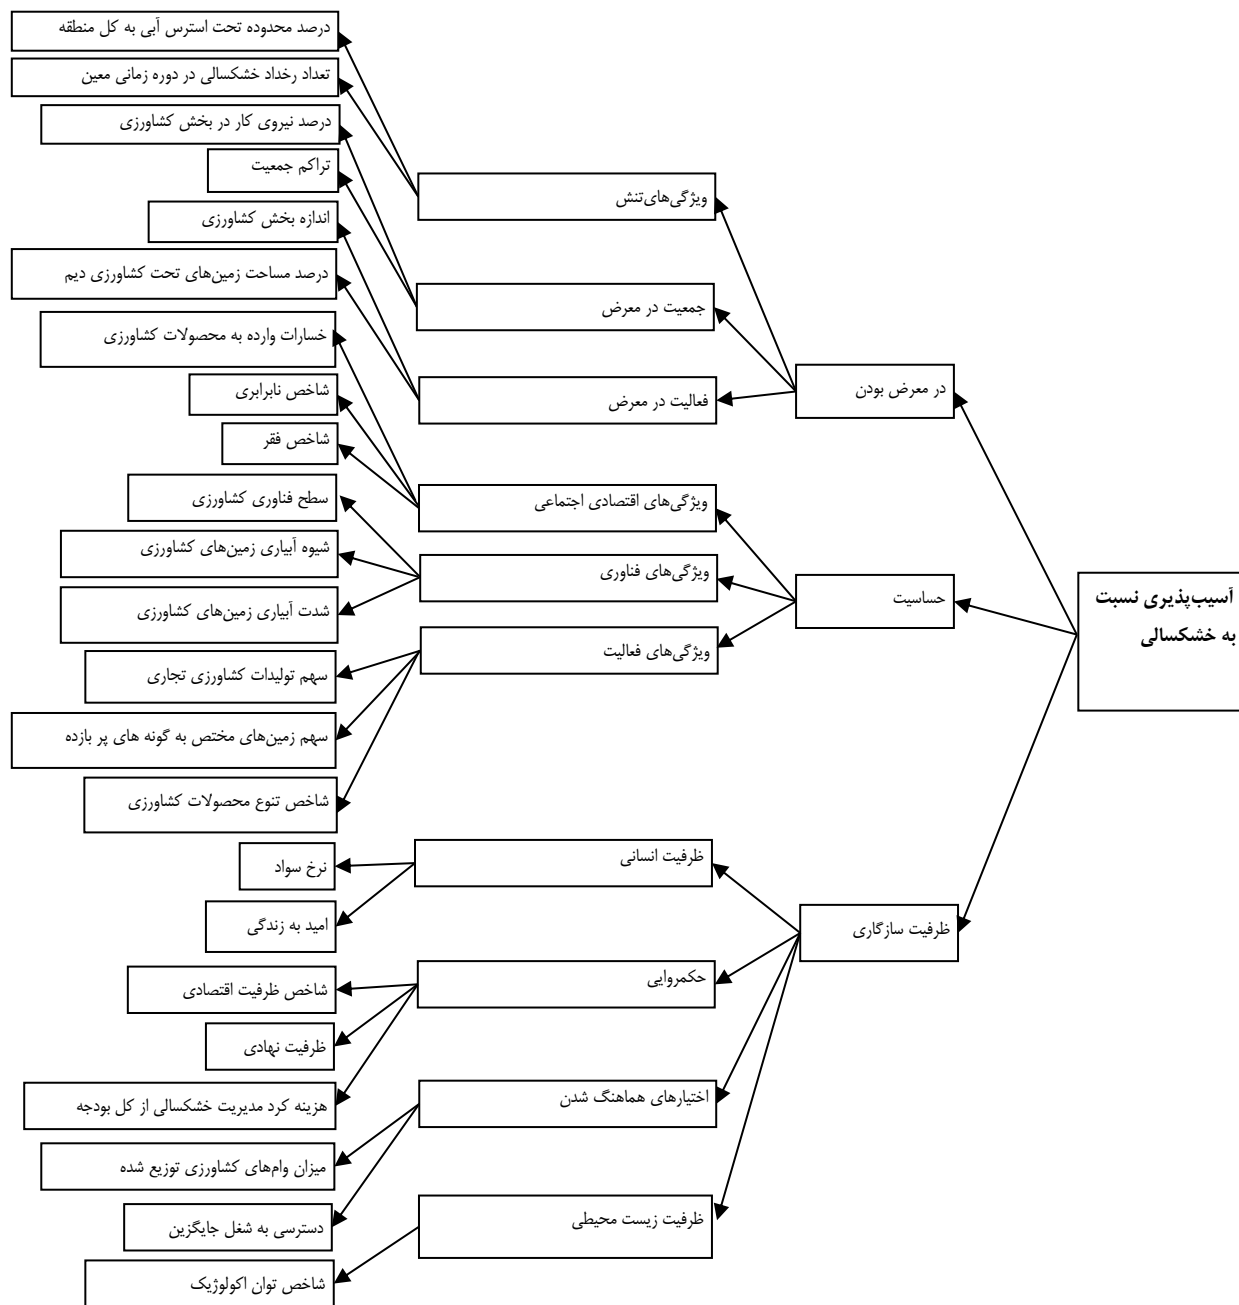 آسیب‌پذیری نسبت
به خشکسالی
در معرض بودن
حساسیت
ظرفیت سازگاری
ویژگی‌های‌تنش
جمعیت در معرض
فعالیت در معرض
ویژگی‌های اقتصادی اجتماعی
ویژگی‌های فناوری
ویژگی‌های فعالیت
ظرفیت انسانی
حکمروایی
اختیارهای هماهنگ شدن
ظرفیت زیست محیطی
درصد محدوده تحت استرس آبی به کل منطقه
تعداد رخداد خشکسالی در دوره زمانی معین
درصد نیروی کار در بخش کشاورزی
تراکم جمعیت
اندازه بخش کشاورزی
درصد مساحت زمین‌های تحت کشاورزی دیم
خسارات وارده به محصولات کشاورزی
شاخص نابرابری
شاخص فقر
سطح فناوری کشاورزی
شیوه آبیاری زمین‌های کشاورزی
شدت آبیاری زمین‌های کشاورزی
سهم تولیدات کشاورزی تجاری
سهم زمین‌های مختص به گونه های پر بازده
شاخص تنوع محصولات کشاورزی
نرخ سواد
امید به زندگی
شاخص ظرفیت اقتصادی
ظرفیت نهادی
هزینه کرد مدیریت خشکسالی از کل بودجه
میزان وام‌های کشاورزی توزیع شده
دسترسی به شغل جایگزین
شاخص توان اکولوژیک